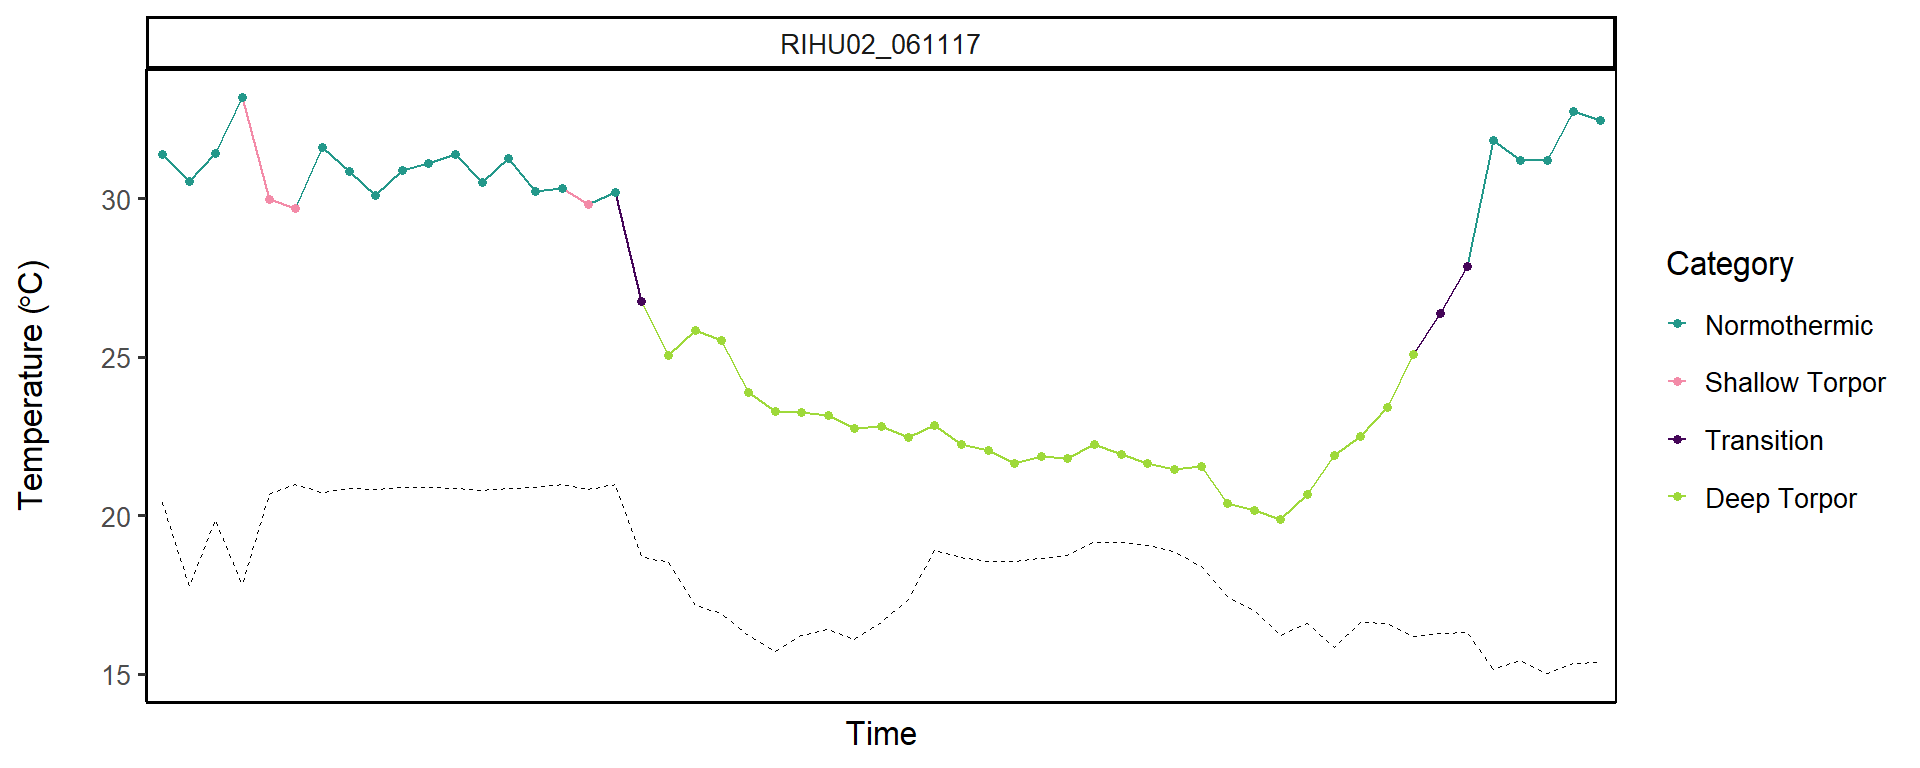 RIHU02_061117
Temperature (°C)
30
25
20
15
Time
Category
Normothermic
Shallow Torpor
Transition
Deep Torpor